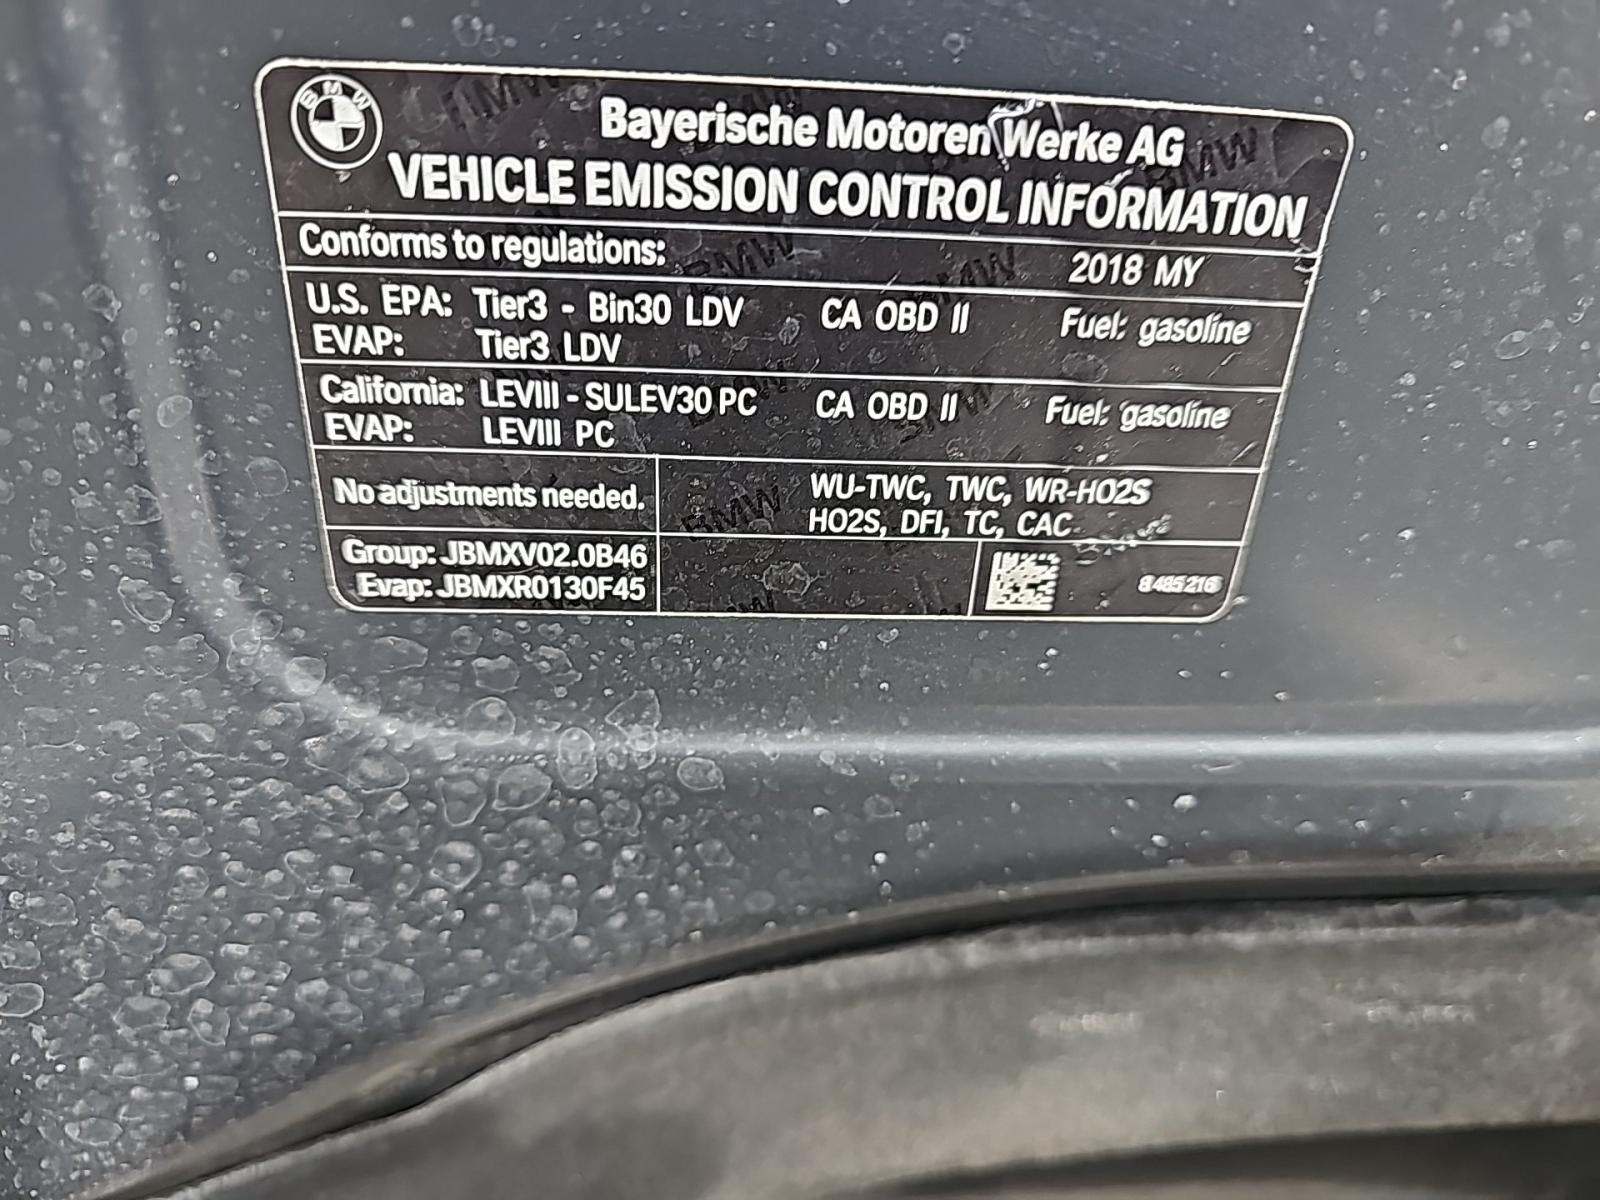 BMW
Bayerische Motoren Werke AG
VEHICLE EMISSION CONTROL INFORMATION
Conforms to regulations: 2018 MY
U.S. EPA: Tier3 - Bin30 LDV CA OBD II Fuel: gasoline
EVAP: Tier3 LDV
California: LEVIII - SULEV30 PC CA OBD II Fuel: gasoline
EVAP: LEVIII PC
No adjustments needed.
WU-TWC, TWC, WR-HO2S
HO2S, DFI, TC, CAC
Group: JBMXV02.0B46
Evap: JBMXR0130F45
8485216